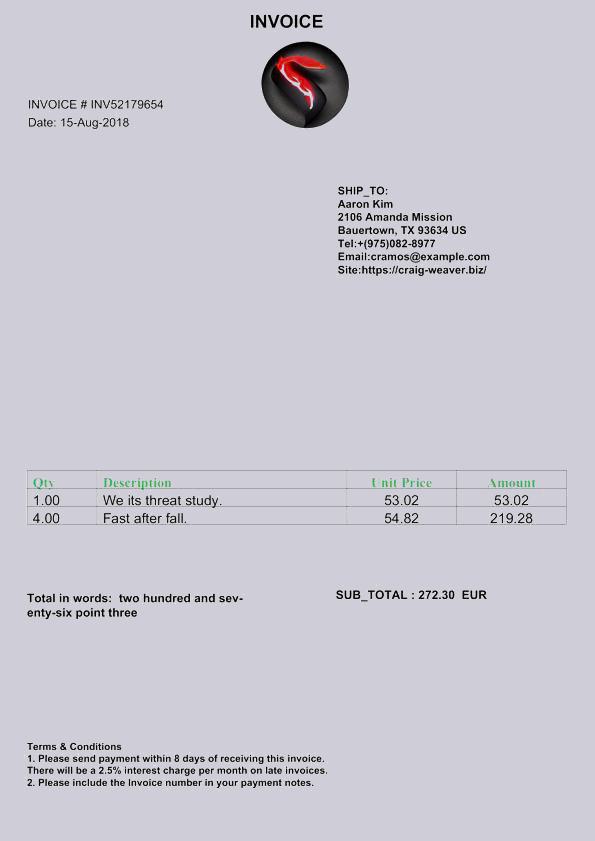 INVOICE
INVOICE # INV52179654
Date: 15-Aug-2018
SHIP_TO:
Aaron Kim
2106 Amanda Mission
Bauertown, TX 93634 US
Tel:+(975)082-8977
Email:cramos@example.com
Site:https://craig-weaver.biz/
Qty Description Unit Price Amount
1.00 We its threat study. 53.02 53.02
4.00 Fast after fall. 54.82 219.28
Total in words: two hundred and sev-
enty-six point three
SUB_TOTAL : 272.30 EUR
Terms & Conditions
1. Please send payment within 8 days of receiving this invoice.
There will be a 2.5% interest charge per month on late invoices.
2. Please include the Invoice number in your payment notes.